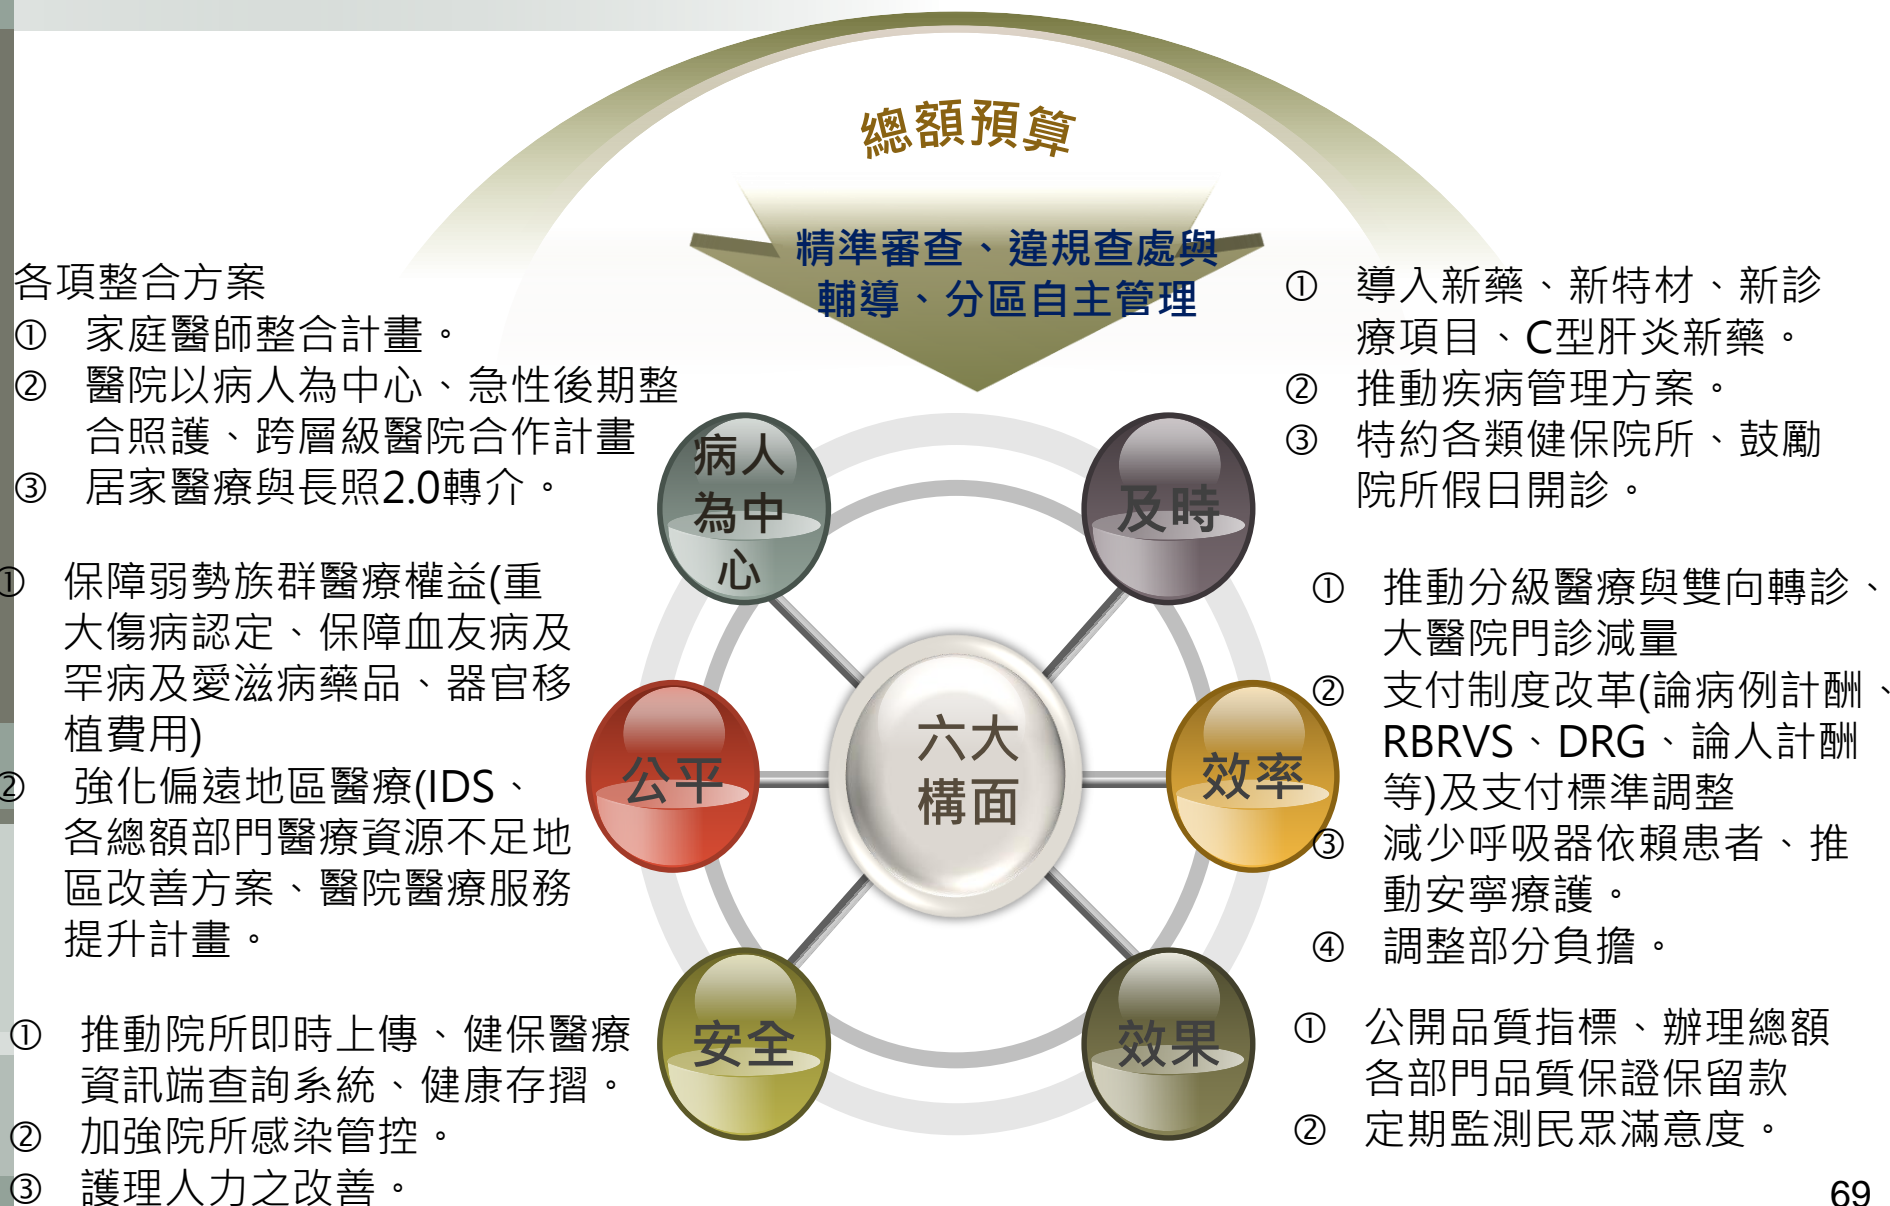 總額預算
精準審查、違規查處與
輔導、分區自主管理
各項整合方案
① 家庭醫師整合計畫。
② 醫院以病人為中心、急性後期整
合照護、跨層級醫院合作計畫
③ 居家醫療與長照2.0轉介。
① 保障弱勢族群醫療權益(重
大傷病認定、保障血友病及
罕病及愛滋病藥品、器官移
植費用)
② 強化偏遠地區醫療(IDS、
各總額部門醫療資源不足地
區改善方案、醫院醫療服務
提升計畫。
① 推動院所即時上傳、健保醫療
資訊端查詢系統、健康存摺。
② 加強院所感染管控。
③ 護理人力之改善。
病人
為中
心
及時
公平
六大
構面
效率
安全
效果
① 導入新藥、新特材、新診
療項目、C型肝炎新藥。
② 推動疾病管理方案。
③ 特約各類健保院所、鼓勵
院所假日開診。
① 推動分級醫療與雙向轉診、
大醫院門診減量
② 支付制度改革(論病例計酬、
RBRVS、DRG、論人計酬
等)及支付標準調整
③ 減少呼吸器依賴患者、推
動安寧療護。
④ 調整部分負擔。
① 公開品質指標、辦理總額
各部門品質保證保留款
② 定期監測民眾滿意度。
69